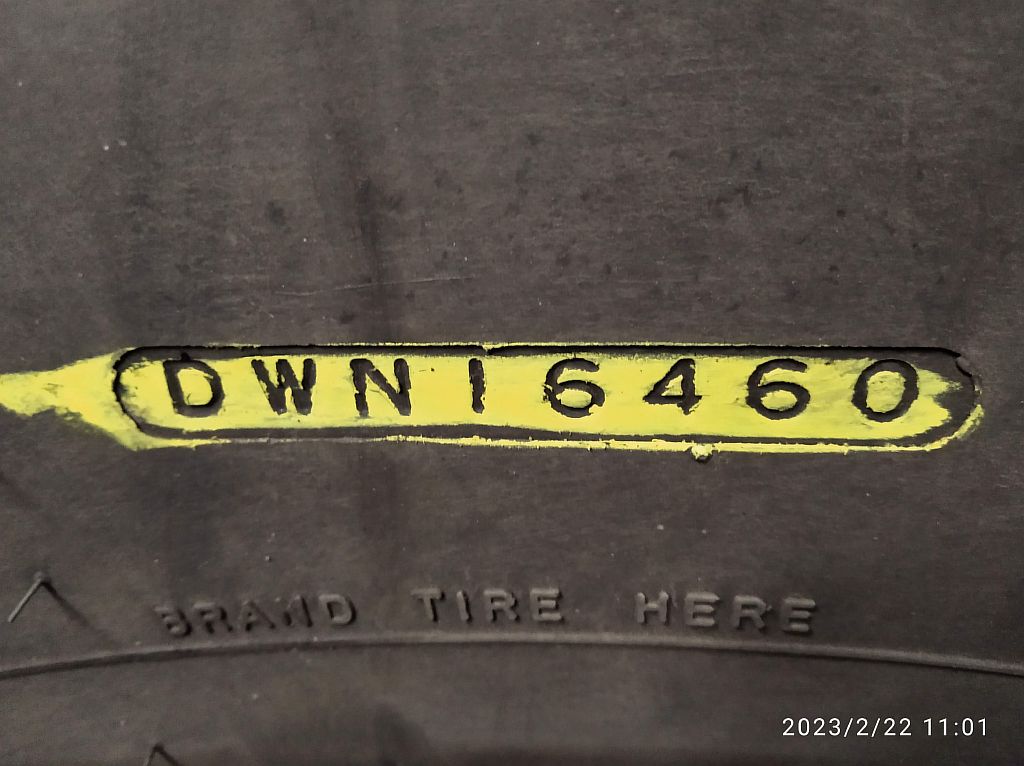 DWN16460
BRAND TIRE HERE
2023/2/22 11:01